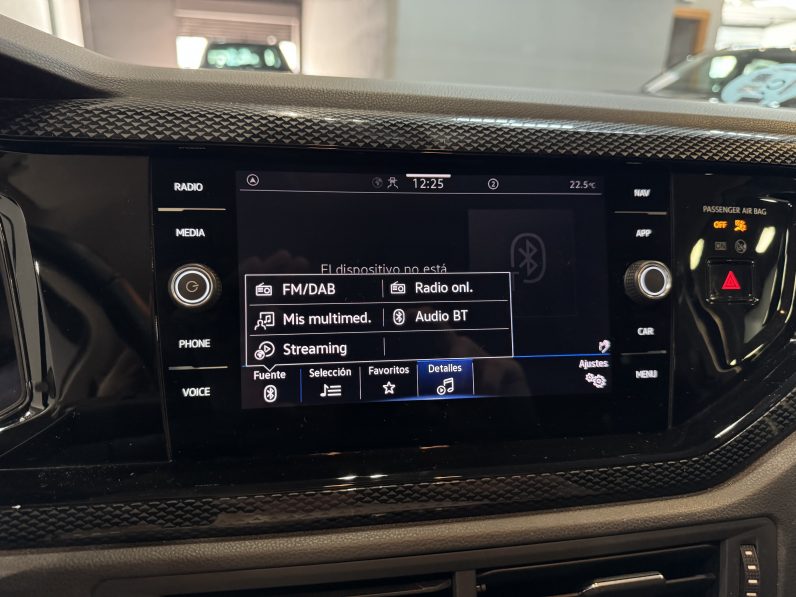 RADIO
MEDIA
PHONE
VOICE
12:25
2
22.5°C
El dispositivo no está
FM/DAB
Radio onl.
Mis multimed.
Audio BT
Streaming
Fuente
Selección
Favoritos
Detalles
Ajustes
NAV
APP
CAR
MENU
PASSENGER AIR BAG
OFF